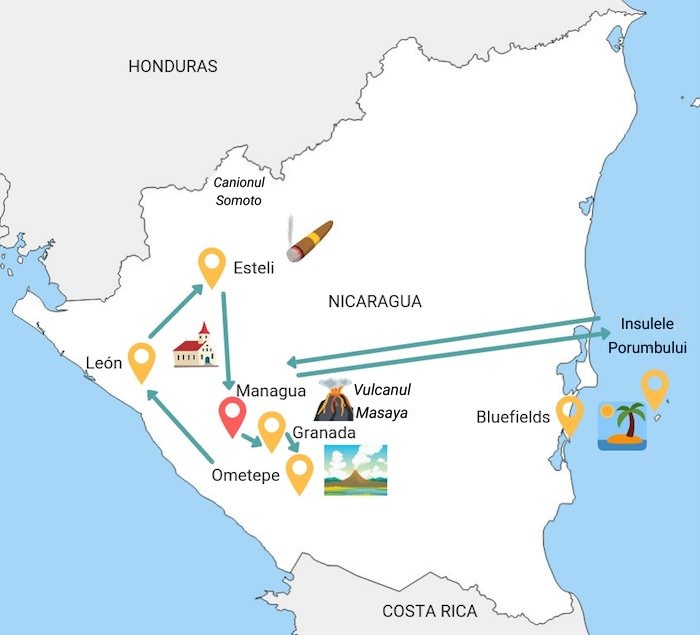 HONDURAS
Canionul
Somoto
Esteli
NICARAGUA
Insulele
Porumbului
León
Managua
Vulcanul
Masaya
Bluefields
Granada
Ometepe
COSTA RICA